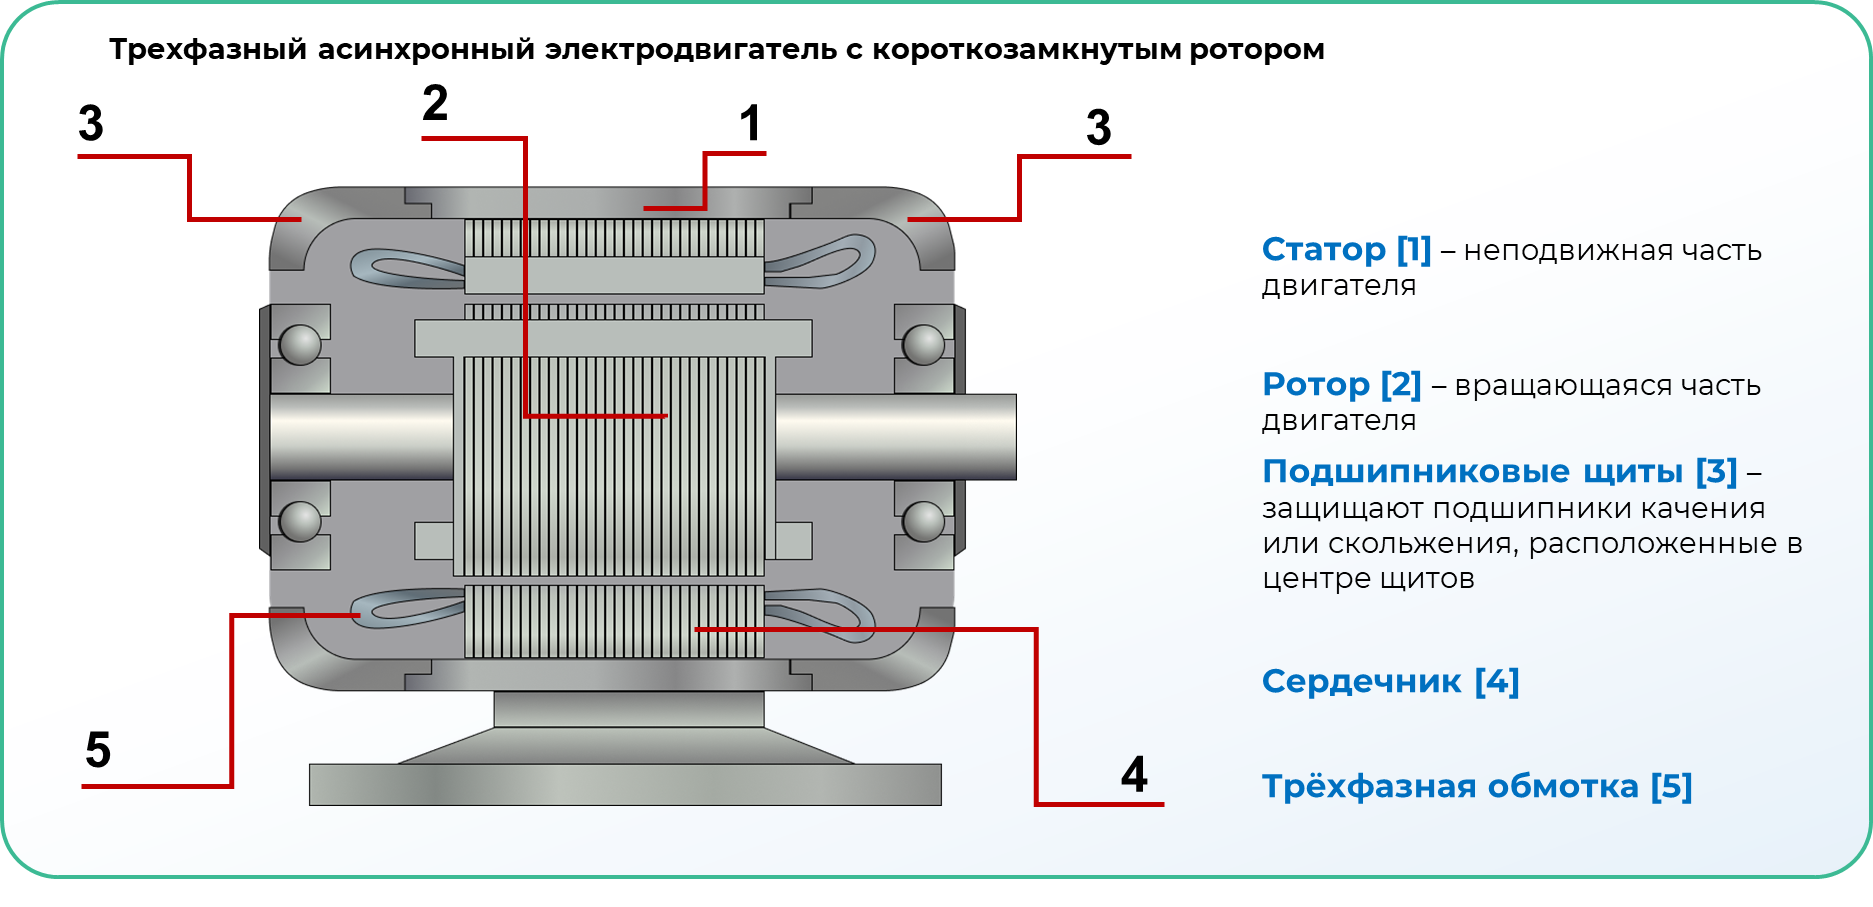 Трехфазный асинхронный электродвигатель с короткозамкнутым ротором
3
2
1
3
5
4
Статор [1] – неподвижная часть
двигателя
Ротор [2] – вращающаяся часть
двигателя
Подшипниковые щиты [3] –
защищают подшипники качения
или скольжения, расположенные в
центре щитов
Сердечник [4]
Трёхфазная обмотка [5]